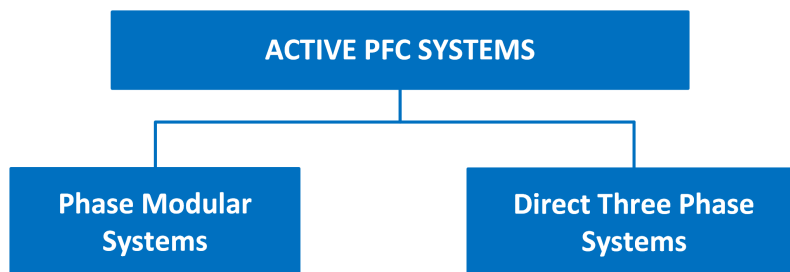 ACTIVE PFC SYSTEMS
Phase Modular
Systems
Direct Three Phase
Systems